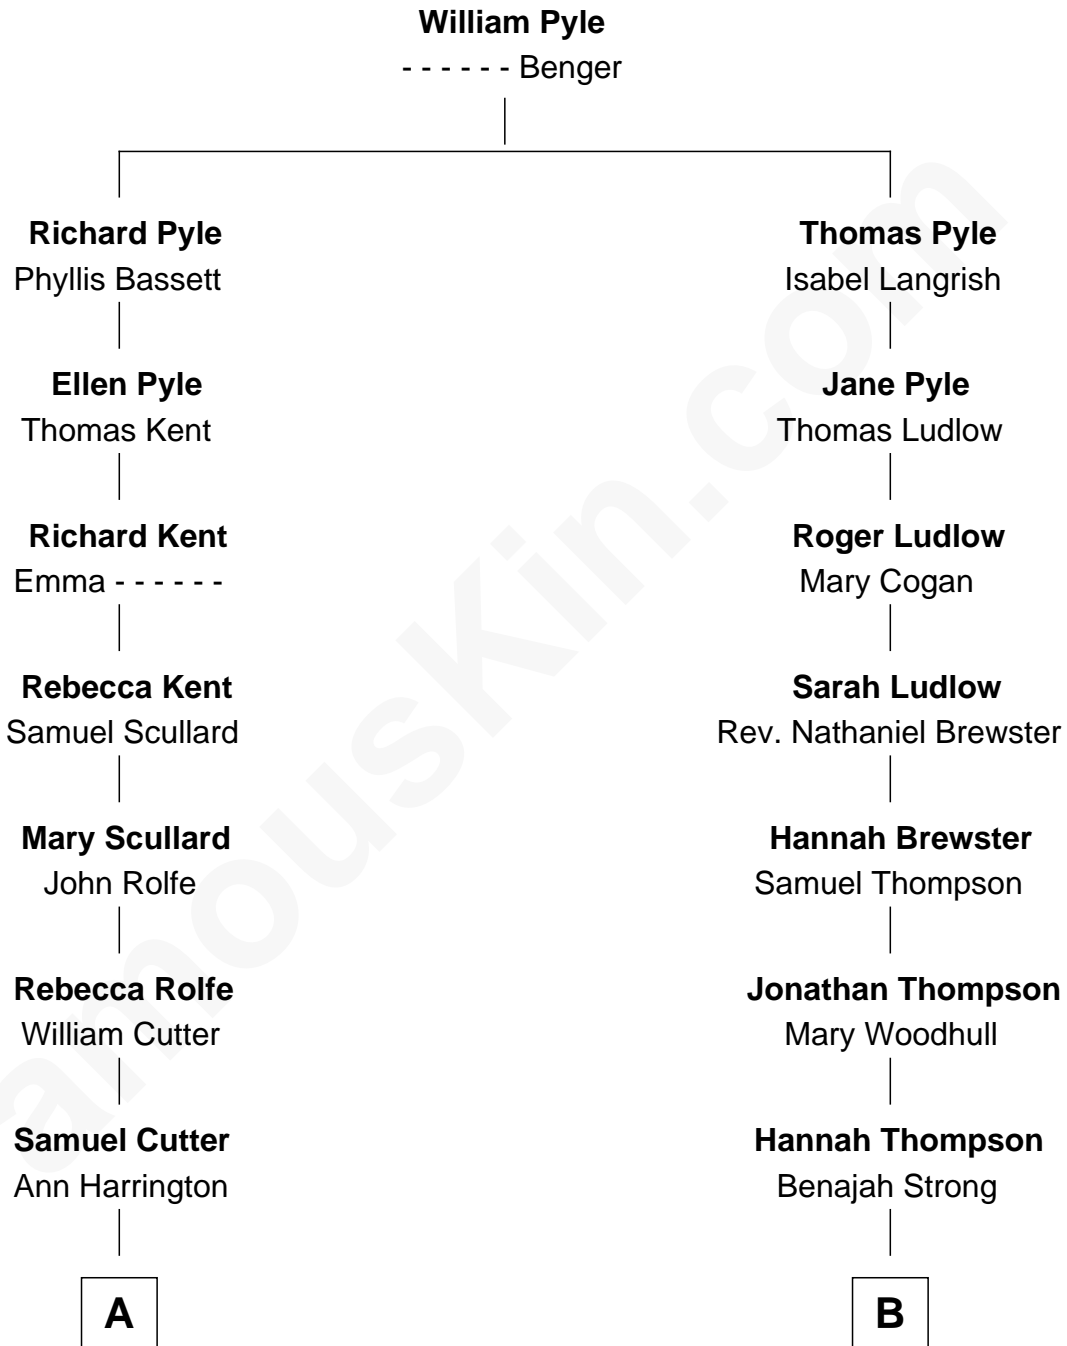 William Pyle
- - - - - - Benger
Richard Pyle
Phyllis Bassett
Thomas Pyle
Isabel Langrish
Ellen Pyle
Thomas Kent
Jane Pyle
Thomas Ludlow
Richard Kent
Emma - - - - - -
Roger Ludlow
Mary Cogan
Rebecca Kent
Samuel Scullard
Sarah Ludlow
Rev. Nathaniel Brewster
Mary Scullard
John Rolfe
Hannah Brewster
Samuel Thompson
Rebecca Rolfe
William Cutter
Jonathan Thompson
Mary Woodhull
Samuel Cutter
Ann Harrington
Hannah Thompson
Benajah Strong
A
B
amouskin.com